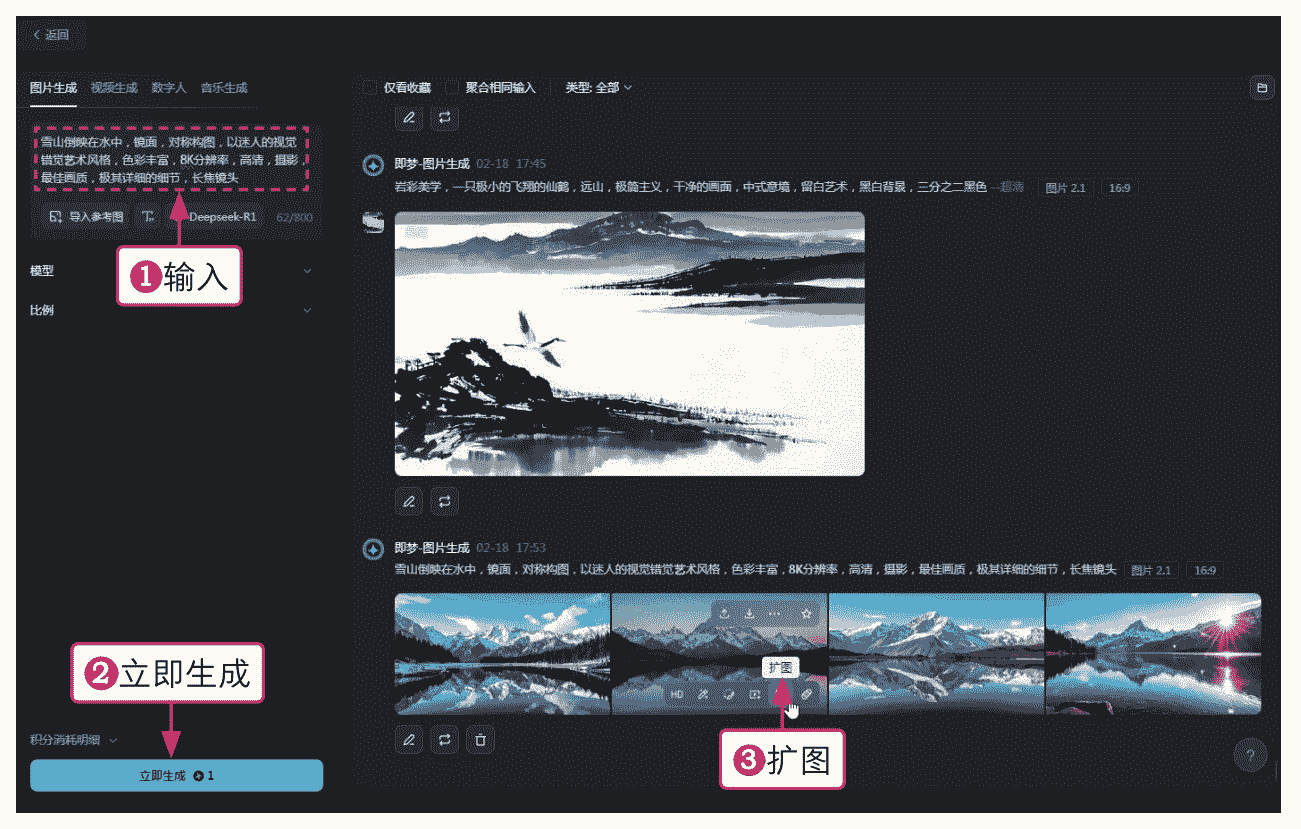 返回
图片生成 视频生成 数字人 音乐生成
仅看收藏 聚合相同输入 类型: 全部
雪山倒映在水中，镜面，对称构图，以迷人的视觉
错觉艺术风格，色彩丰富，8K分辨率，高清，摄影，
最佳画质，极其详细的细节，长焦镜头
导入参考图 Deepseek-R1 62/800
1输入
模型
比例
即梦-图片生成 02-18 17:45
岩彩美学，一只极小的飞翔的仙鹤，远山，极简主义，干净的画面，中式意境，留白艺术，黑白背景，三分之二黑色 --超清 图片 2.1 16:9
即梦-图片生成 02-18 17:53
雪山倒映在水中，镜面，对称构图，以迷人的视觉错觉艺术风格，色彩丰富，8K分辨率，高清，摄影，最佳画质，极其详细的细节，长焦镜头 图片 2.1 16:9
扩图
HD
3扩图
2立即生成
积分消耗明细
立即生成 1
?